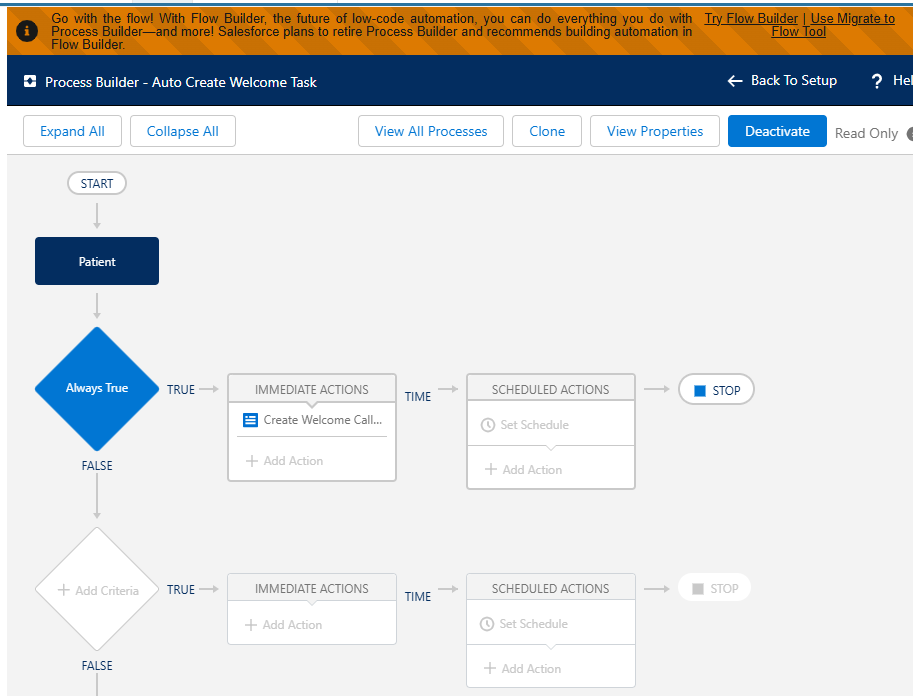 Go with the flow! With Flow Builder, the future of low-code automation, you can do everything you do with
Process Builder—and more! Salesforce plans to retire Process Builder and recommends building automation in
Flow Builder.
Try Flow Builder | Use Migrate to
Flow Tool
Process Builder - Auto Create Welcome Task
Back To Setup
? Hel
Expand All
Collapse All
View All Processes
Clone
View Properties
Deactivate
Read Only
START
Patient
Always True
TRUE
IMMEDIATE ACTIONS
Create Welcome Call...
+ Add Action
TIME
SCHEDULED ACTIONS
Set Schedule
+ Add Action
STOP
FALSE
+ Add Criteria
TRUE
IMMEDIATE ACTIONS
+ Add Action
TIME
SCHEDULED ACTIONS
Set Schedule
+ Add Action
STOP
FALSE